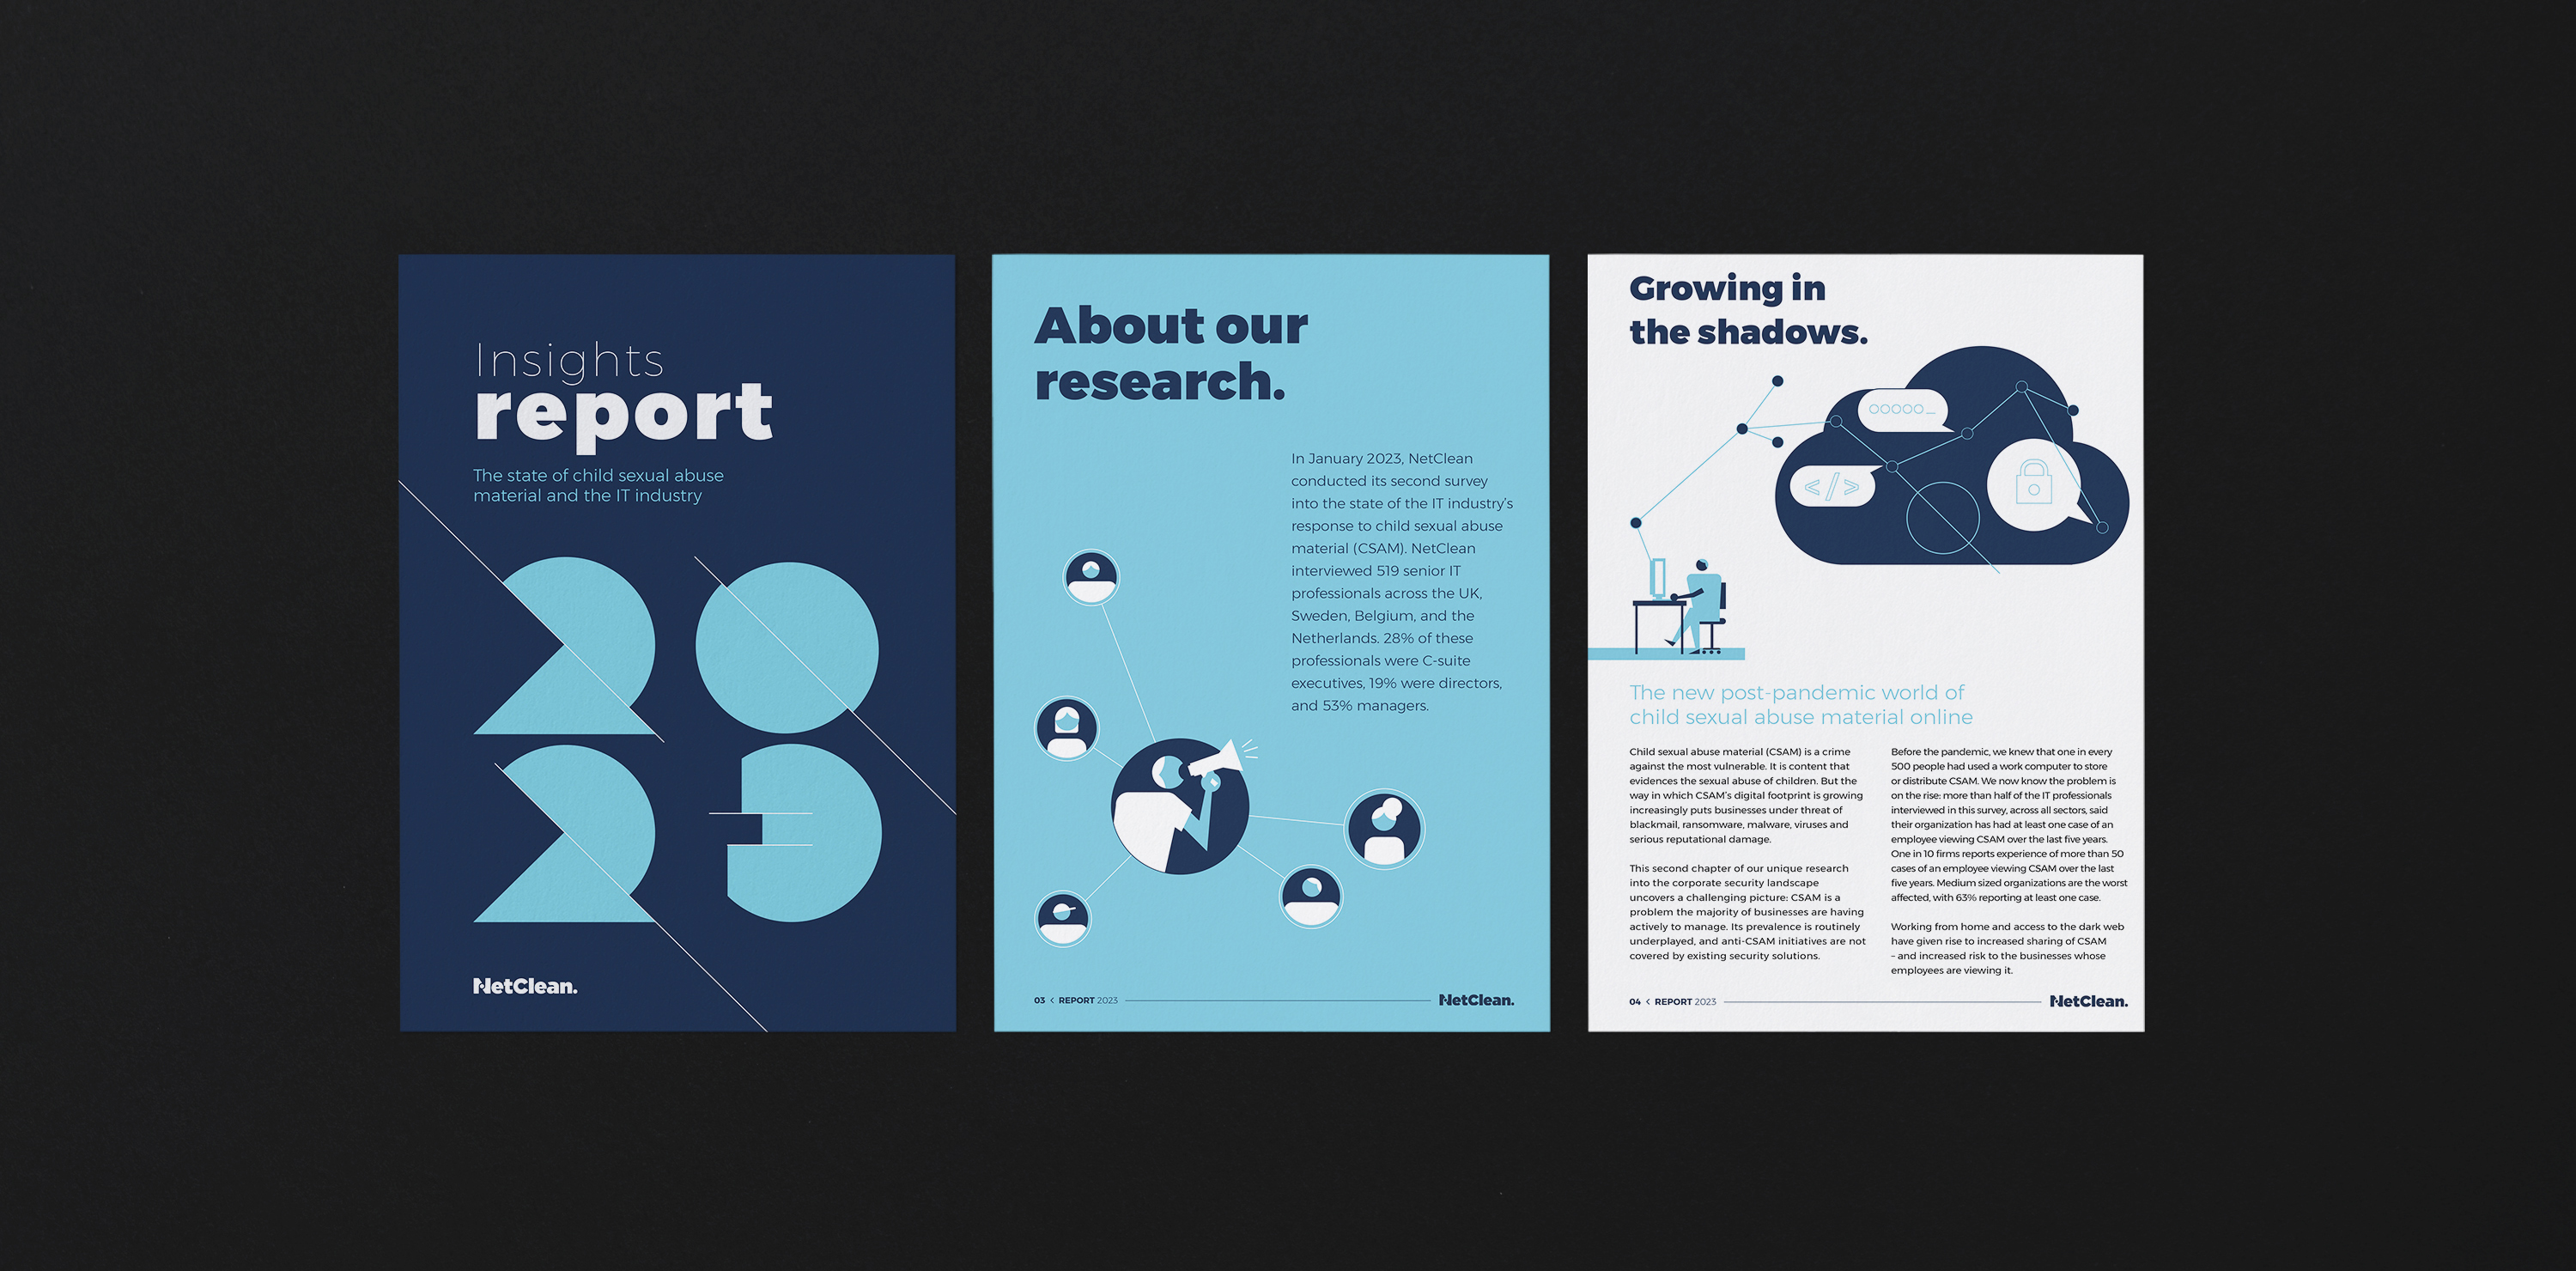 Insights
report
The state of child sexual abuse
material and the IT industry
20
23
NetClean.
About our
research.
In January 2023, NetClean
conducted its second survey
into the state of the IT industry's
response to child sexual abuse
material (CSAM). NetClean
interviewed 519 senior IT
professionals across the UK,
Sweden, Belgium, and the
Netherlands. 28% of these
professionals were C-suite
executives, 19% were directors,
and 53% managers.
03 < REPORT 2023
NetClean.
Growing in
the shadows.
ooooo_
</>
The new post-pandemic world of
child sexual abuse material online
Child sexual abuse material (CSAM) is a crime
against the most vulnerable. It is content that
evidences the sexual abuse of children. But the
way in which CSAM's digital footprint is growing
increasingly puts businesses under threat of
blackmail, ransomware, malware, viruses and
serious reputational damage.
This second chapter of our unique research
into the corporate security landscape
uncovers a challenging picture: CSAM is a
problem the majority of businesses are having
actively to manage. Its prevalence is routinely
underplayed, and anti-CSAM initiatives are not
covered by existing security solutions.
Before the pandemic, we knew that one in every
500 people had used a work computer to store
or distribute CSAM. We now know the problem is
on the rise: more than half of the IT professionals
interviewed in this survey, across all sectors, said
their organization has had at least one case of an
employee viewing CSAM over the last five years.
One in 10 firms reports experience of more than 50
cases of an employee viewing CSAM over the last
five years. Medium sized organizations are the worst
affected, with 63% reporting at least one case.
Working from home and access to the dark web
have given rise to increased sharing of CSAM
– and increased risk to the businesses whose
employees are viewing it.
04 < REPORT 2023
NetClean.